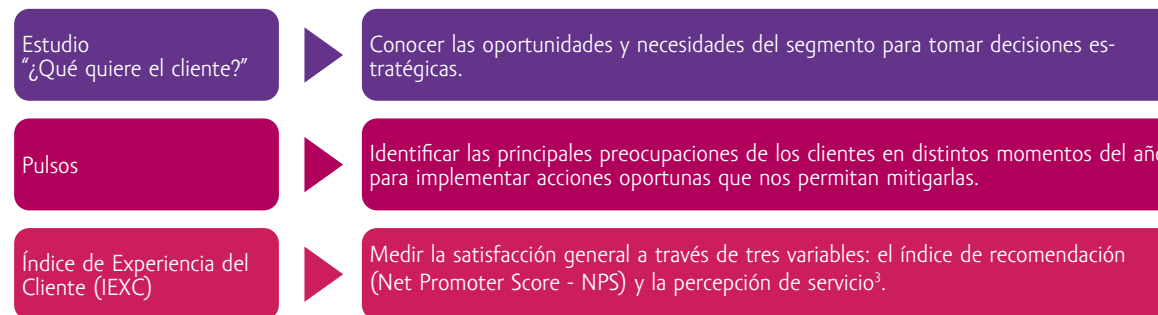 Estudio
“¿Qué quiere el cliente?”
Conocer las oportunidades y necesidades del segmento para tomar decisiones es-
tratégicas.
Pulsos
Identificar las principales preocupaciones de los clientes en distintos momentos del año
para implementar acciones oportunas que nos permitan mitigarlas.
Índice de Experiencia del
Cliente (IEXC)
Medir la satisfacción general a través de tres variables: el índice de recomendación
(Net Promoter Score - NPS) y la percepción de servicio³.